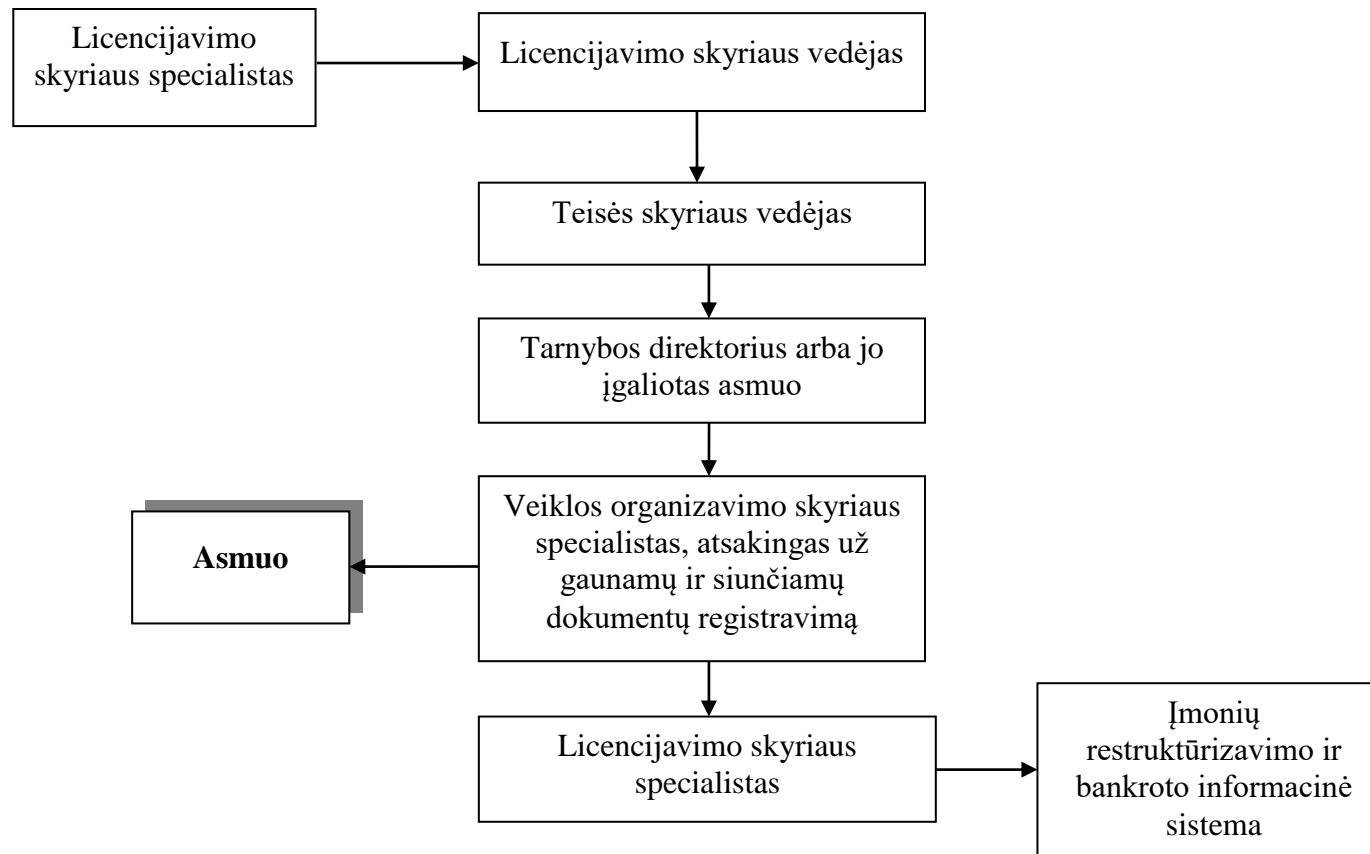 Licencijavimo
skyriaus specialistas
Licencijavimo skyriaus vedėjas
Teisės skyriaus vedėjas
Tarnybos direktorius arba jo
įgaliotas asmuo
Veiklos organizavimo skyriaus
specialistas, atsakingas už
gaunamų ir siunčiamų
dokumentų registravimą
Asmuo
Licencijavimo skyriaus
specialistas
Įmonių
restruktūrizavimo ir
bankroto informacinė
sistema